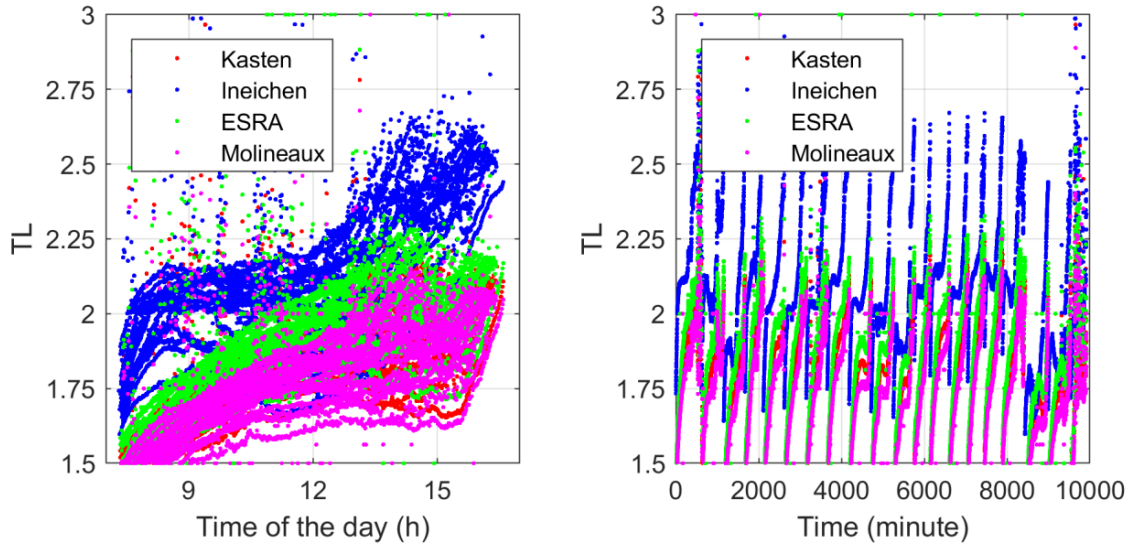 3
2.75
2.5
2.25
2
1.75
1.5
TL
Kasten
Ineichen
ESRA
Molineaux
9
12
15
Time of the day (h)
3
2.75
2.5
2.25
2
1.75
1.5
TL
Kasten
Ineichen
ESRA
Molineaux
0
2000
4000
6000
8000
10000
Time (minute)